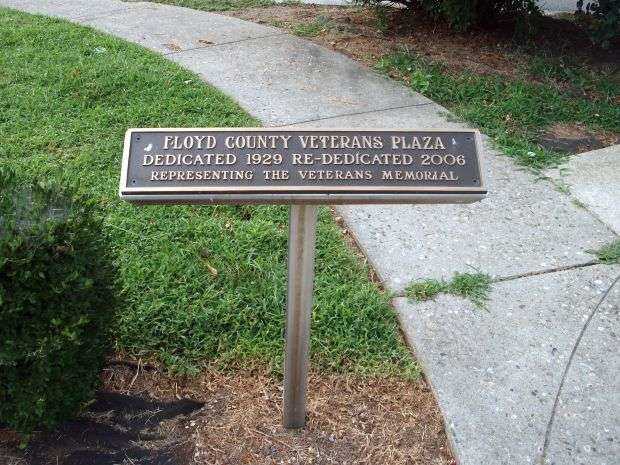 FLOYD COUNTY VETERANS PLAZA
DEDICATED 1929 RE-DEDICATED 2006
REPRESENTING THE VETERANS MEMORIAL